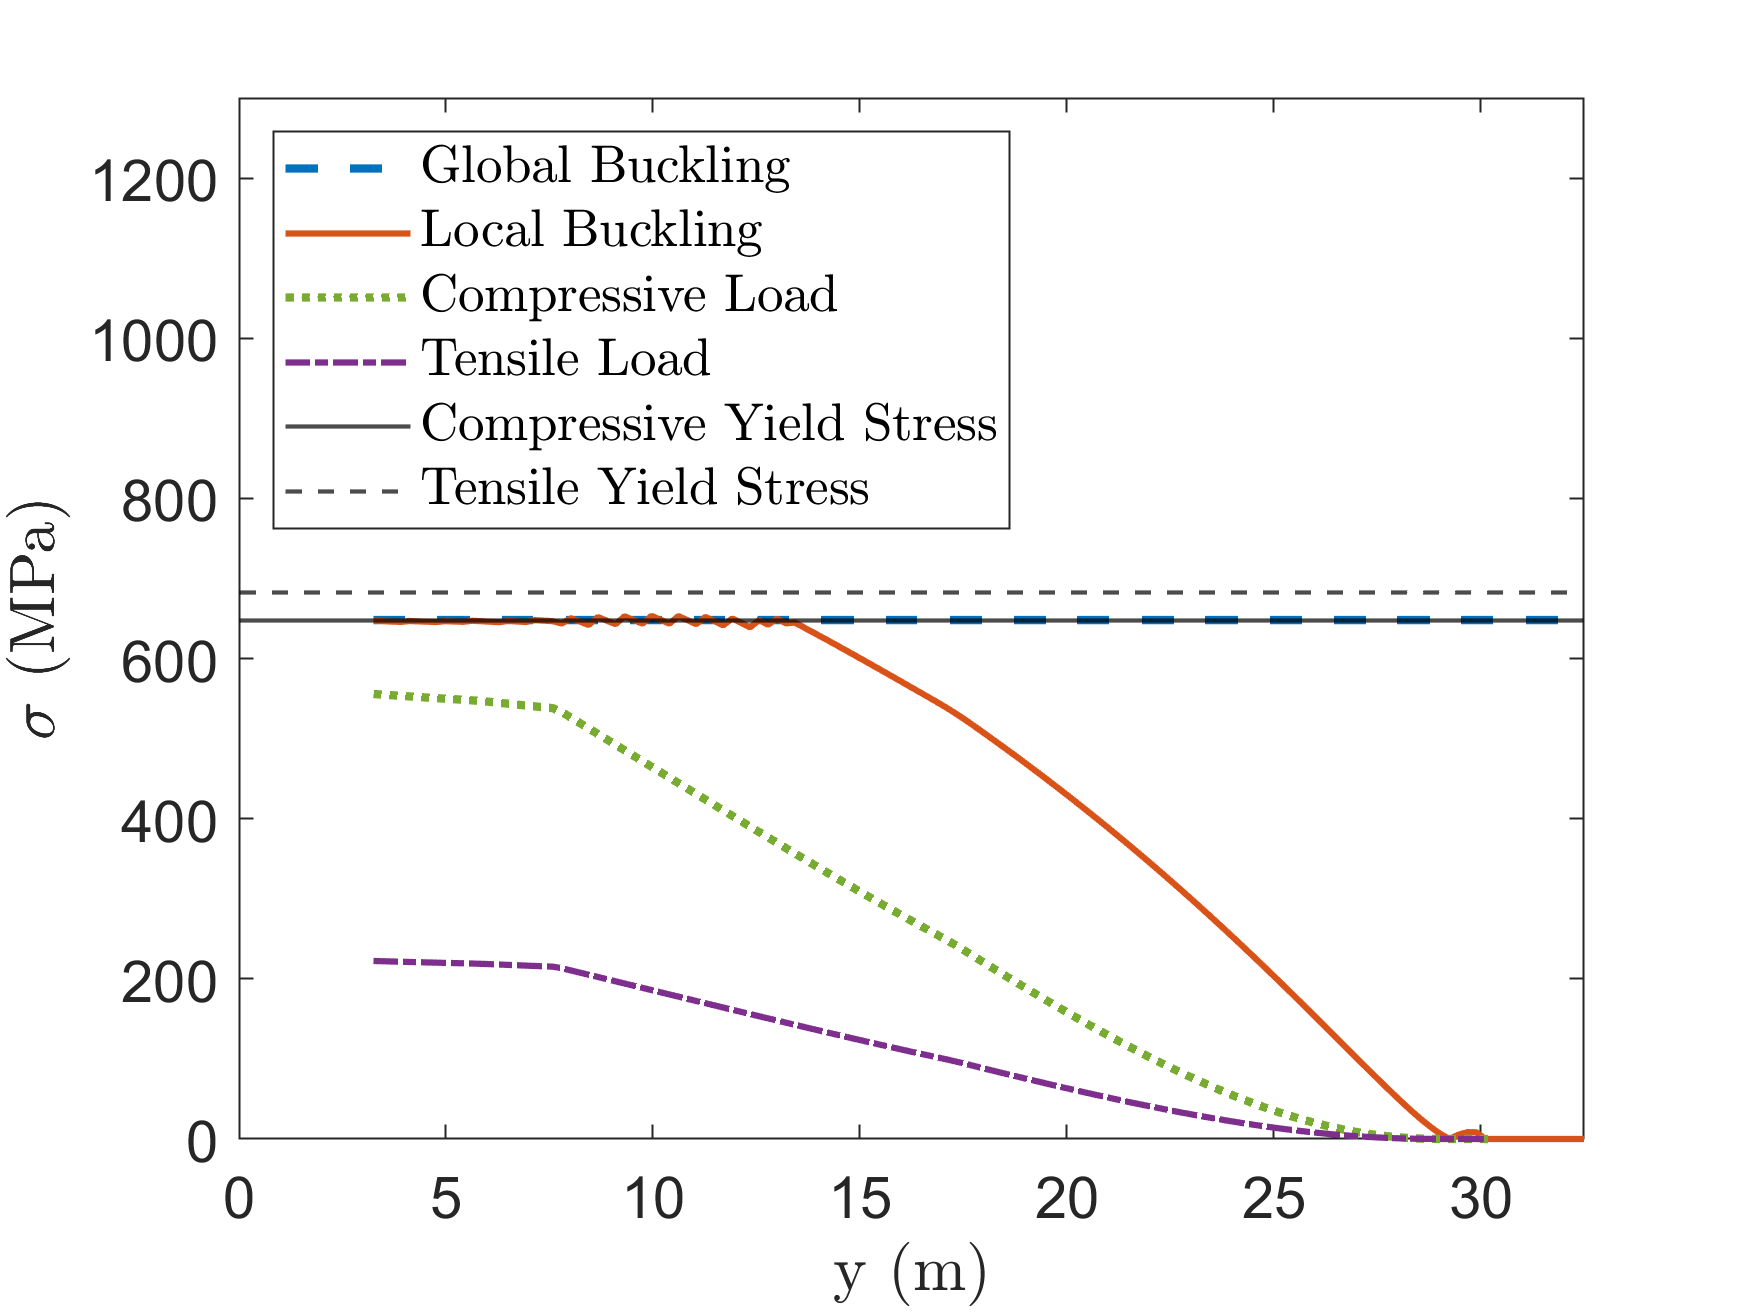 Global Buckling
Local Buckling
Compressive Load
Tensile Load
Compressive Yield Stress
Tensile Yield Stress
1200
1000
800
600
400
200
0
σ (MPa)
0 5 10 15 20 25 30
y (m)